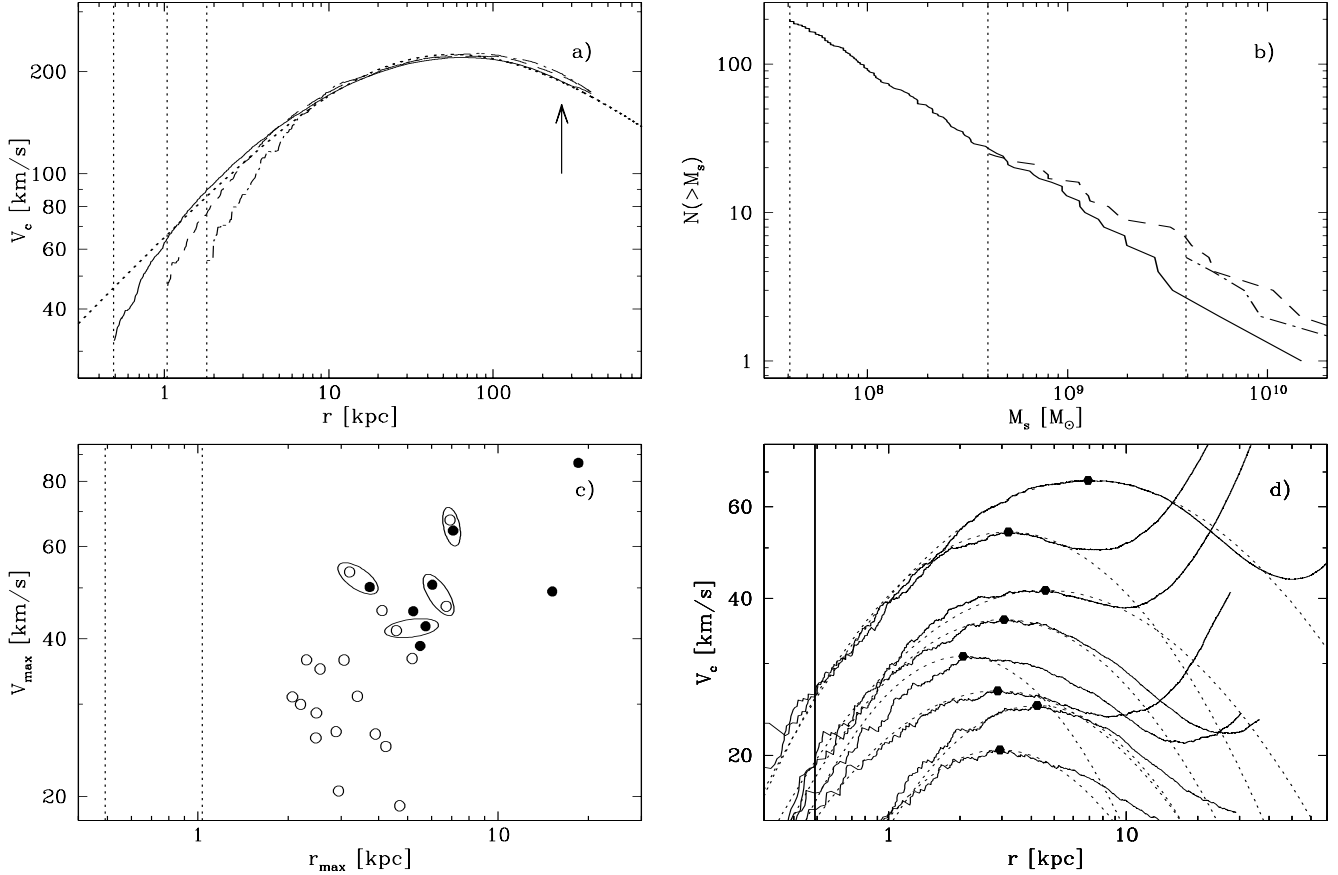 a)
200
100
80
60
40
V_c [km/s]
1
10
100
r [kpc]
b)
100
10
1
N(>M_s)
10^8
10^9
10^10
M_s [M_⊙]
c)
80
60
40
20
V_max [km/s]
1
10
r_max [kpc]
d)
60
40
20
V_c [km/s]
1
10
r [kpc]